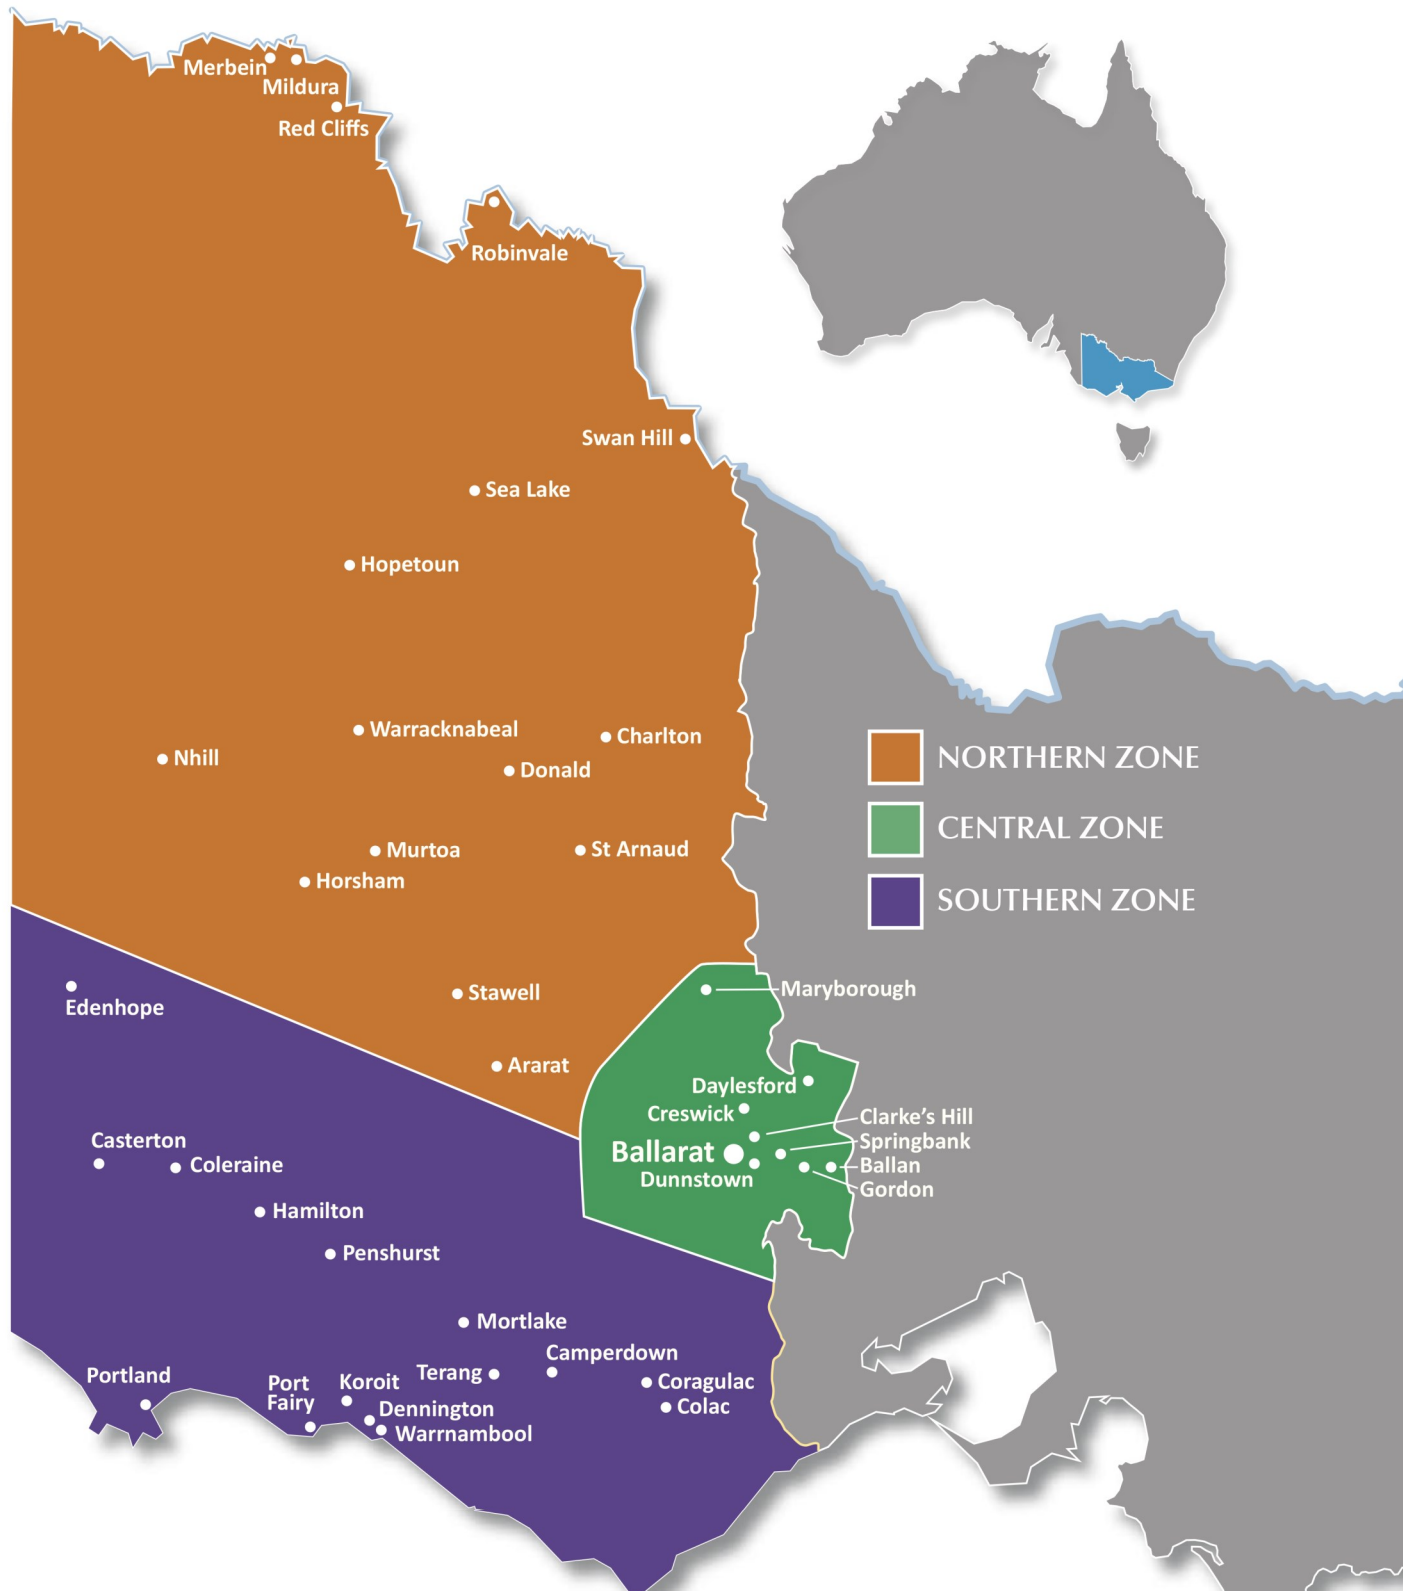 Merbein
Mildura
Red Cliffs
Robinvale
Swan Hill
Sea Lake
Hopetoun
Warracknabeal
Charlton
Nhill
Donald
NORTHERN ZONE
CENTRAL ZONE
SOUTHERN ZONE
Murtoa
St Arnaud
Horsham
Edenhope
Stawell
Maryborough
Ararat
Daylesford
Creswick
Clarke's Hill
Springbank
Ballarat
Ballan
Dunnstown
Gordon
Casterton
Coleraine
Hamilton
Penshurst
Mortlake
Camperdown
Terang
Coragulac
Colac
Portland
Port
Fairy
Koroit
Dennington
Warrnambool